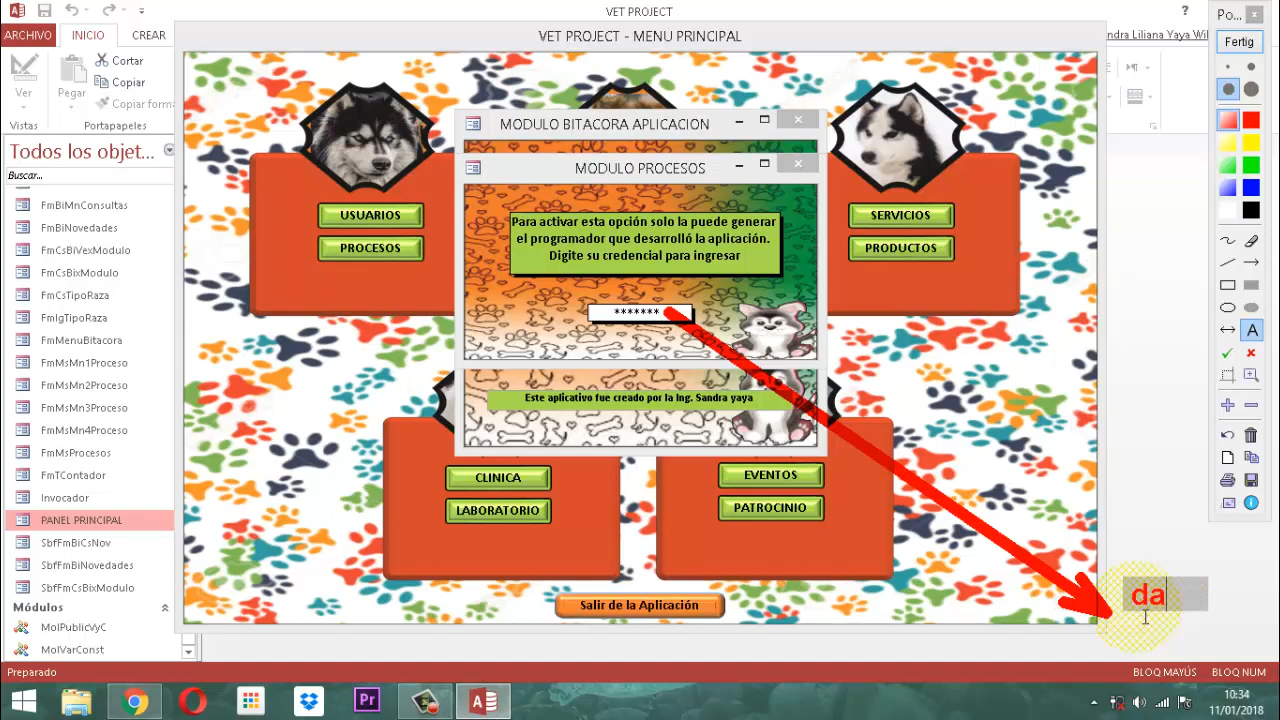 VET PROJECT
ARCHIVO
INICIO
CREAR
ndra Liliana Yaya Wil
Po...
Fertig
Ver
Pegar
Cortar
Copiar
Copiar forma
Vistas
Portapapeles
VET PROJECT - MENU PRINCIPAL
Todos los objet...
Buscar...
FmBiMnConsultas
FmBiNovedades
FmCsBiVexModulo
FmCsBixModulo
FmCsTipoRaza
FmIgTipoRaza
FmMenuBitacora
FmMsMn1Proceso
FmMsMn2Proceso
FmMsMn3Proceso
FmMsMn4Proceso
FmMsProcesos
FmTContador
Invocador
PANEL PRINCIPAL
SbfFmBiCsNov
SbfFmBiNovedades
SbfFmCsBixModulo
Módulos
MolPublicVyC
MolVarConst
USUARIOS
PROCESOS
MODULO BITACORA APLICACION
MODULO PROCESOS
Para activar esta opción solo la puede generar
el programador que desarrolló la aplicación.
Digite su credencial para ingresar
*******
Este aplicativo fue creado por la Ing. Sandra yaya
SERVICIOS
PRODUCTOS
CLINICA
LABORATORIO
EVENTOS
PATROCINIO
Salir de la Aplicación
da
A
Preparado
BLOQ MAYÚS
BLOQ NUM
Pr
10:34
11/01/2018